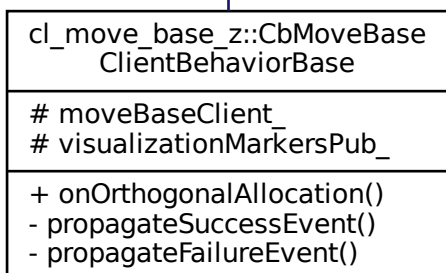 cl_move_base_z::CbMoveBase
ClientBehaviorBase
# moveBaseClient_
# visualizationMarkersPub_
+ onOrthogonalAllocation()
- propagateSuccessEvent()
- propagateFailureEvent()